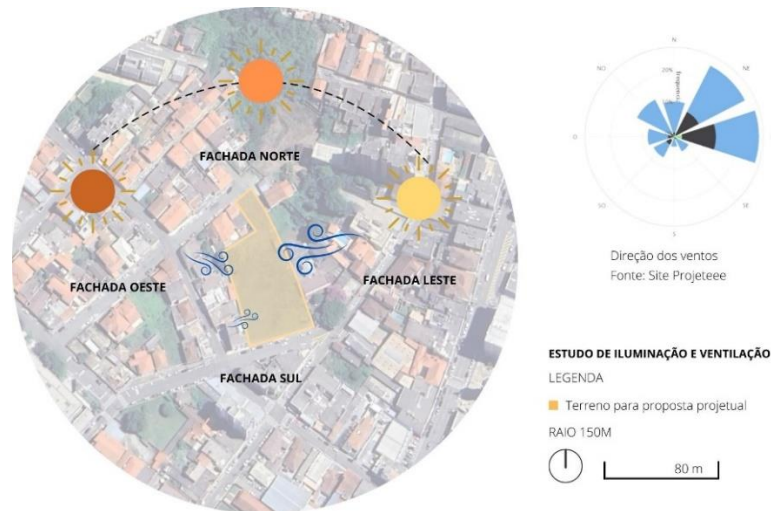 FACHADA NORTE
FACHADA OESTE
FACHADA LESTE
FACHADA SUL
N
NO
NE
20%
O
SO
SE
S
Direção dos ventos
Fonte: Site Projeteee
ESTUDO DE ILUMINAÇÃO E VENTILAÇÃO
LEGENDA
Terreno para proposta projetual
RAIO 150M
80 m